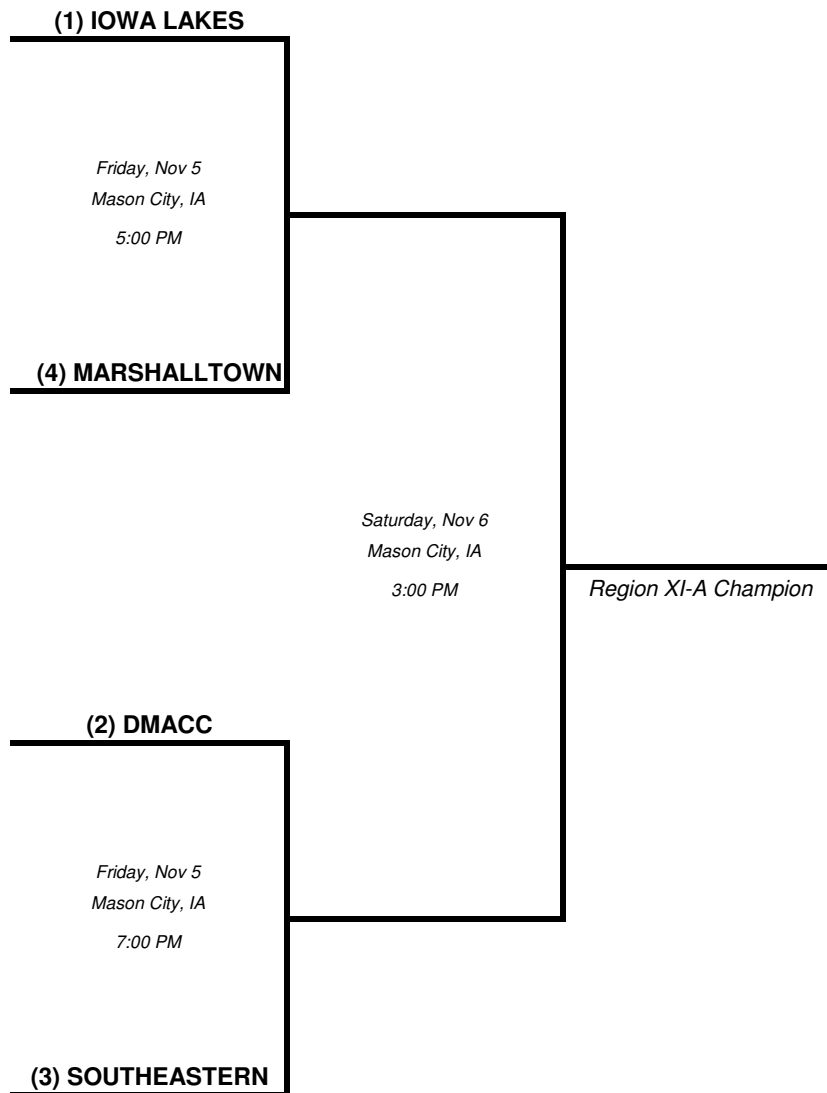 (1) IOWA LAKES
Friday, Nov 5
Mason City, IA
5:00 PM
(4) MARSHALLTOWN
Saturday, Nov 6
Mason City, IA
3:00 PM
Region XI-A Champion
(2) DMACC
Friday, Nov 5
Mason City, IA
7:00 PM
(3) SOUTHEASTERN